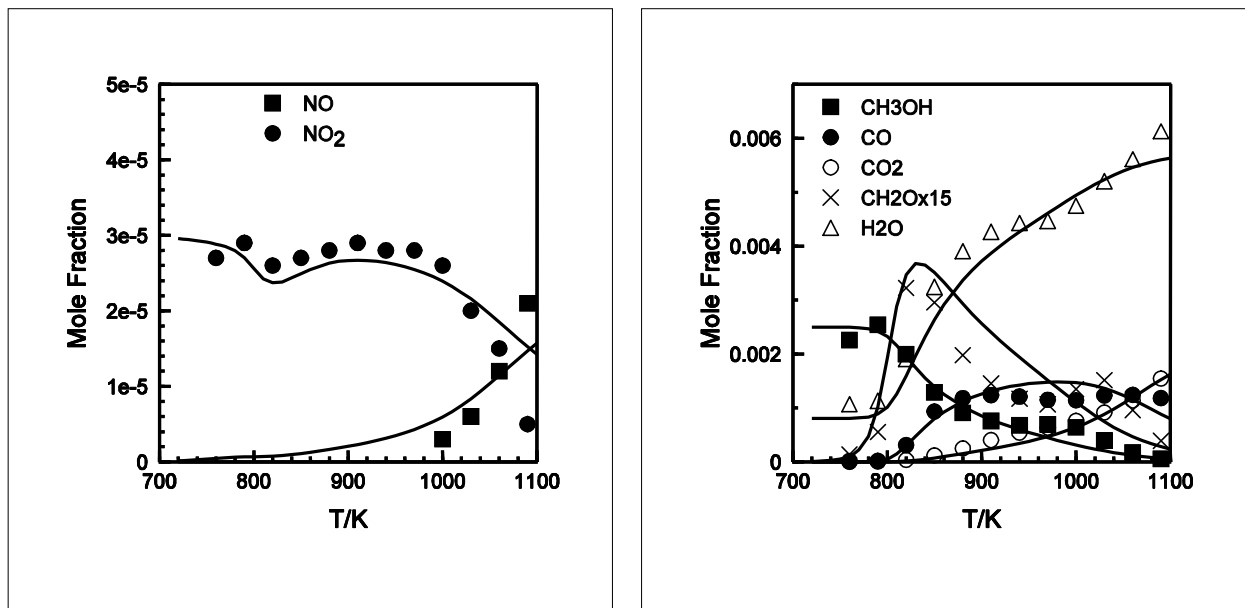 5e-5
4e-5
3e-5
2e-5
1e-5
0
Mole Fraction
NO
NO2
700 800 900 1000 1100
T/K
0.006
0.004
0.002
0
Mole Fraction
CH3OH
CO
CO2
CH2Ox15
H2O
700 800 900 1000 1100
T/K